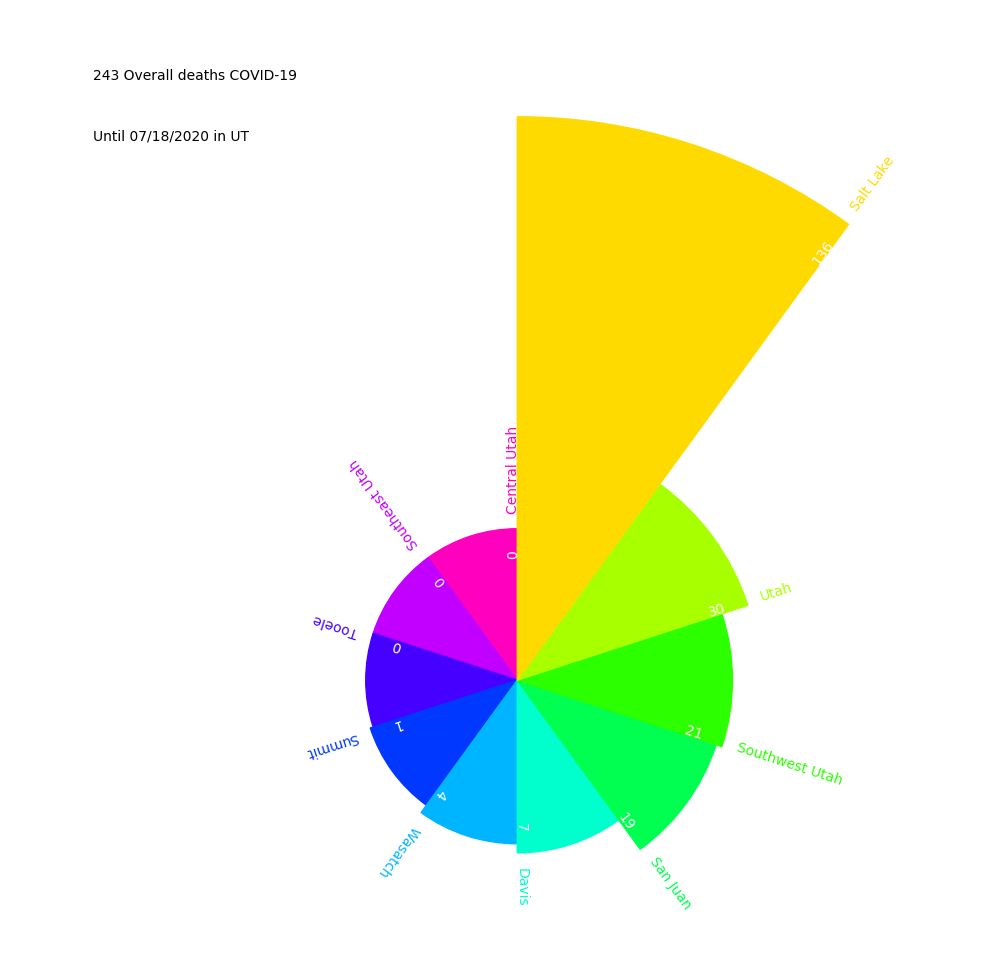 243 Overall deaths COVID-19
Until 07/18/2020 in UT
Salt Lake
136
Utah
30
Southwest Utah
21
San Juan
19
Davis
7
Wasatch
4
Summit
1
Tooele
0
Southeast Utah
0
Central Utah
0